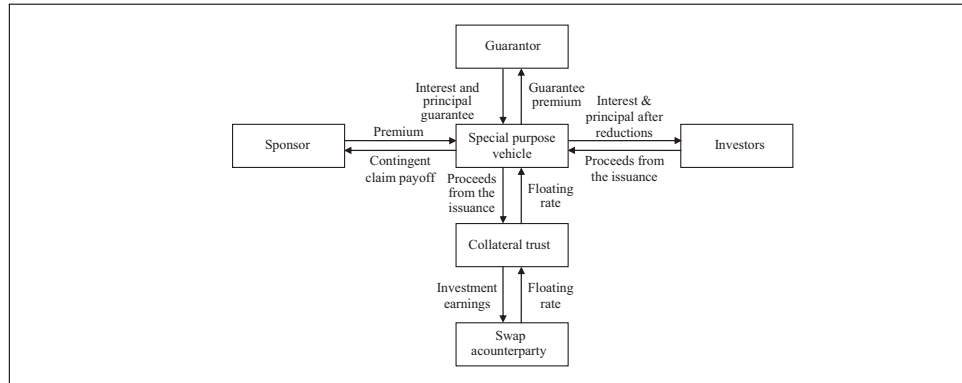 Guarantor
Interest and
principal
guarantee
Guarantee
premium
Interest &
principal after
reductions
Sponsor
Premium
Contingent
claim payoff
Special purpose
vehicle
Proceeds from
the issuance
Investors
Proceeds
from the
issuance
Floating
rate
Collateral trust
Investment
earnings
Floating
rate
Swap
acounterparty